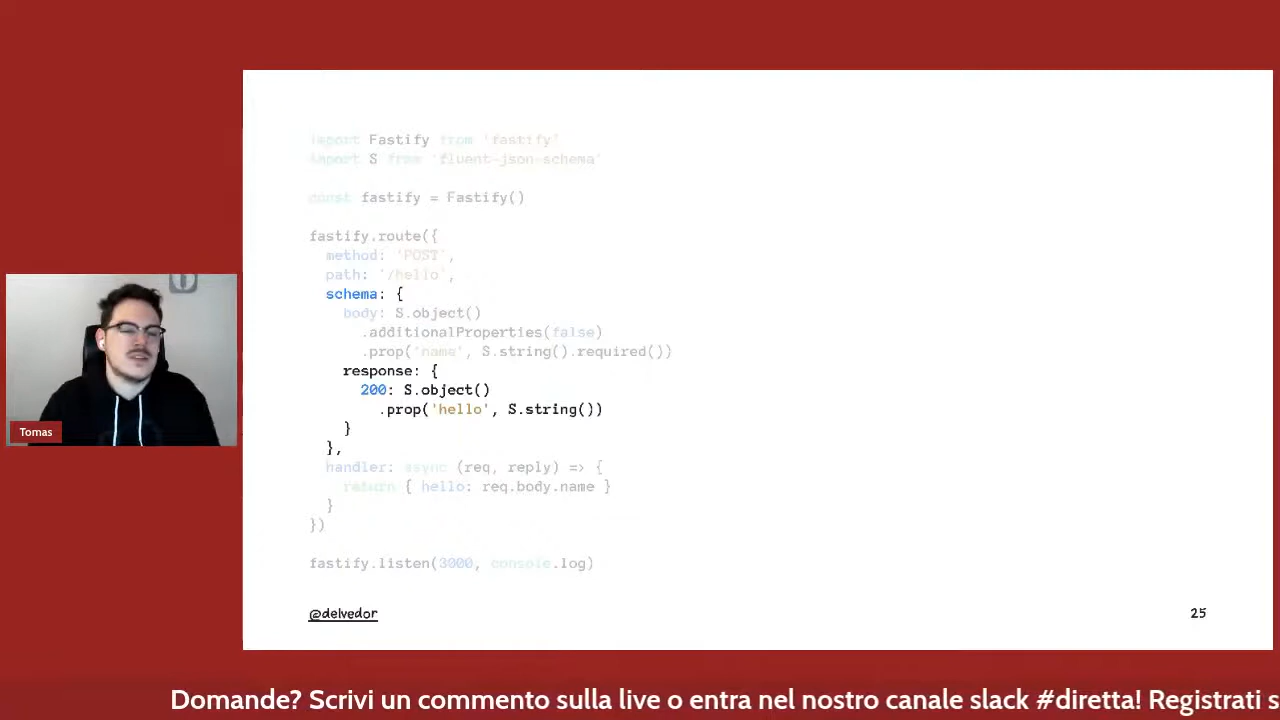 import Fastify from 'fastify'
import S from 'fluent-json-schema'
const fastify = Fastify()
fastify.route({
method: 'POST',
path: '/hello',
schema: {
body: S.object()
.additionalProperties(false)
.prop('name', S.string().required())
response: {
200: S.object()
.prop('hello', S.string())
}
},
handler: async (req, reply) => {
return { hello: req.body.name }
}
})
fastify.listen(3000, console.log)
@delvedor
25
Tomas
Domande? Scrivi un commento sulla live o entra nel nostro canale slack #diretta! Registrati s